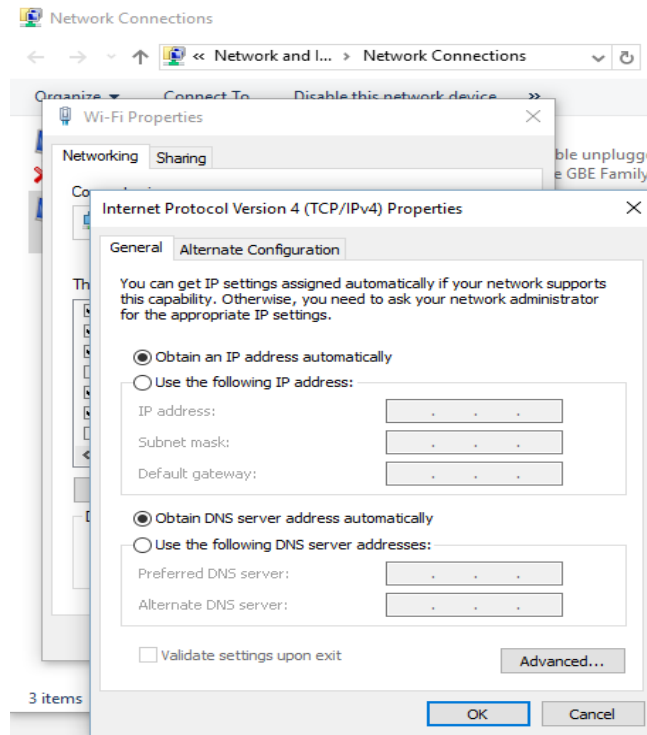 Network Connections
« Network and I... › Network Connections
Organize Connect To Disable this network device »
Wi-Fi Properties
Networking Sharing
ble unplugg
e GBE Family
Co
Internet Protocol Version 4 (TCP/IPv4) Properties
General Alternate Configuration
Th
You can get IP settings assigned automatically if your network supports
this capability. Otherwise, you need to ask your network administrator
for the appropriate IP settings.
Obtain an IP address automatically
Use the following IP address:
IP address:
Subnet mask:
Default gateway:
Obtain DNS server address automatically
Use the following DNS server addresses:
Preferred DNS server:
Alternate DNS server:
Validate settings upon exit
Advanced...
3 items
OK Cancel